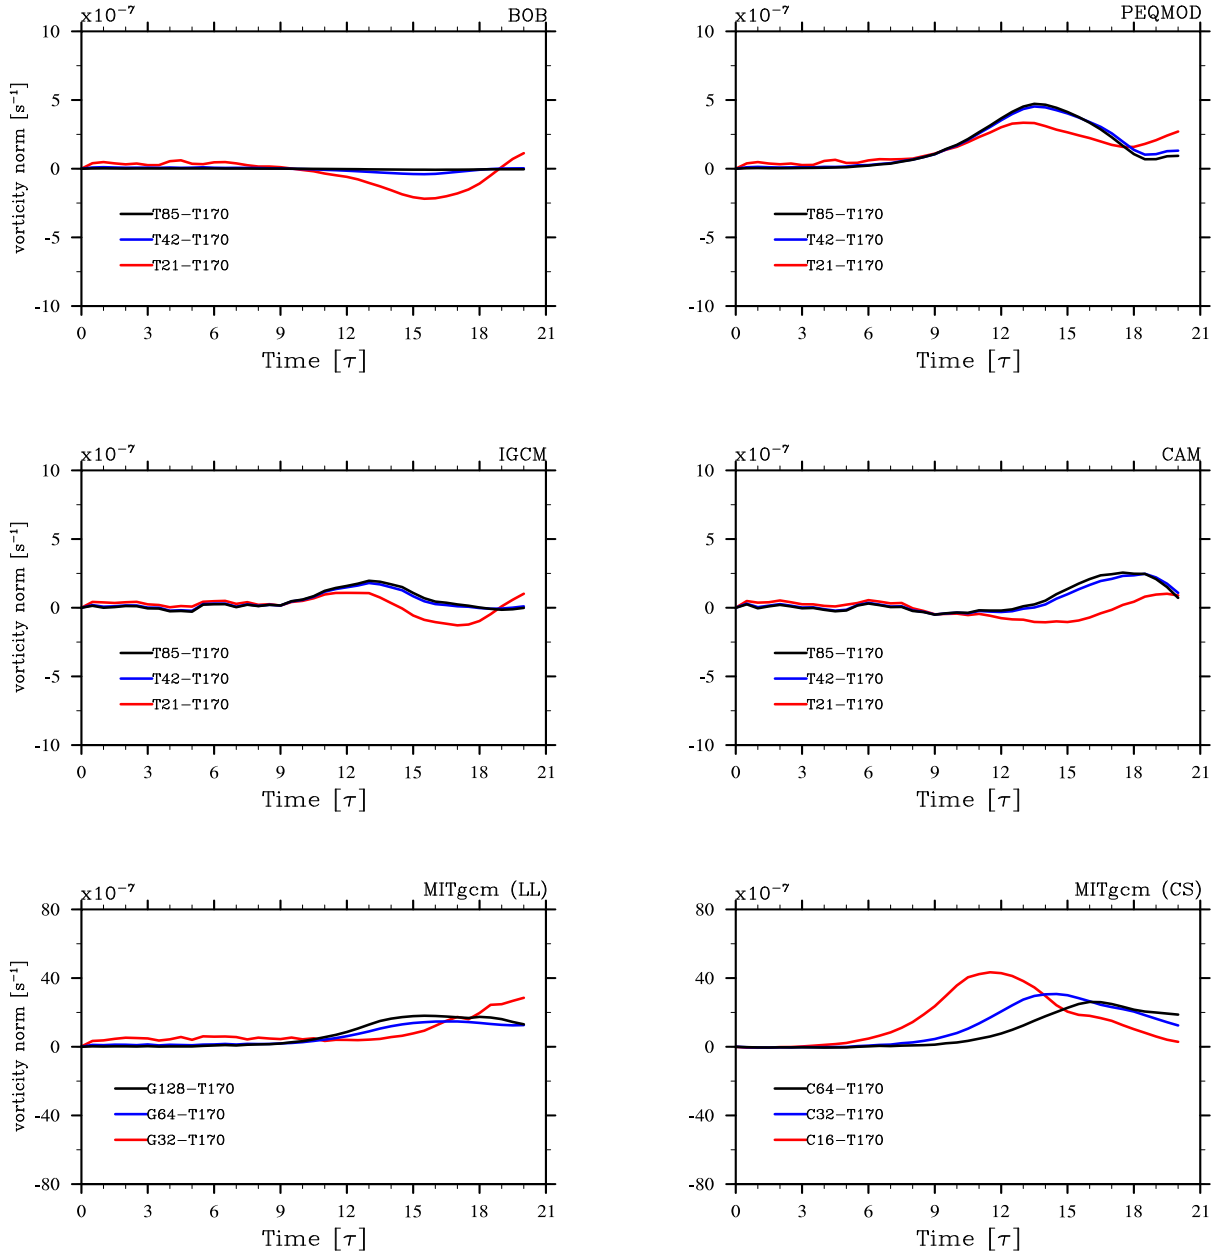 x10⁻⁷ BOB
vorticity norm [s⁻¹]
10
5
0
-5
-10
T85−T170
T42−T170
T21−T170
0 3 6 9 12 15 18 21
Time [τ]
x10⁻⁷ PEQMOD
10
5
0
-5
-10
T85−T170
T42−T170
T21−T170
0 3 6 9 12 15 18 21
Time [τ]
x10⁻⁷ IGCM
vorticity norm [s⁻¹]
10
5
0
-5
-10
T85−T170
T42−T170
T21−T170
0 3 6 9 12 15 18 21
Time [τ]
x10⁻⁷ CAM
10
5
0
-5
-10
T85−T170
T42−T170
T21−T170
0 3 6 9 12 15 18 21
Time [τ]
x10⁻⁷ MITgcm (LL)
vorticity norm [s⁻¹]
80
40
0
-40
-80
G128−T170
G64−T170
G32−T170
0 3 6 9 12 15 18 21
Time [τ]
x10⁻⁷ MITgcm (CS)
80
40
0
-40
-80
C64−T170
C32−T170
C16−T170
0 3 6 9 12 15 18 21
Time [τ]